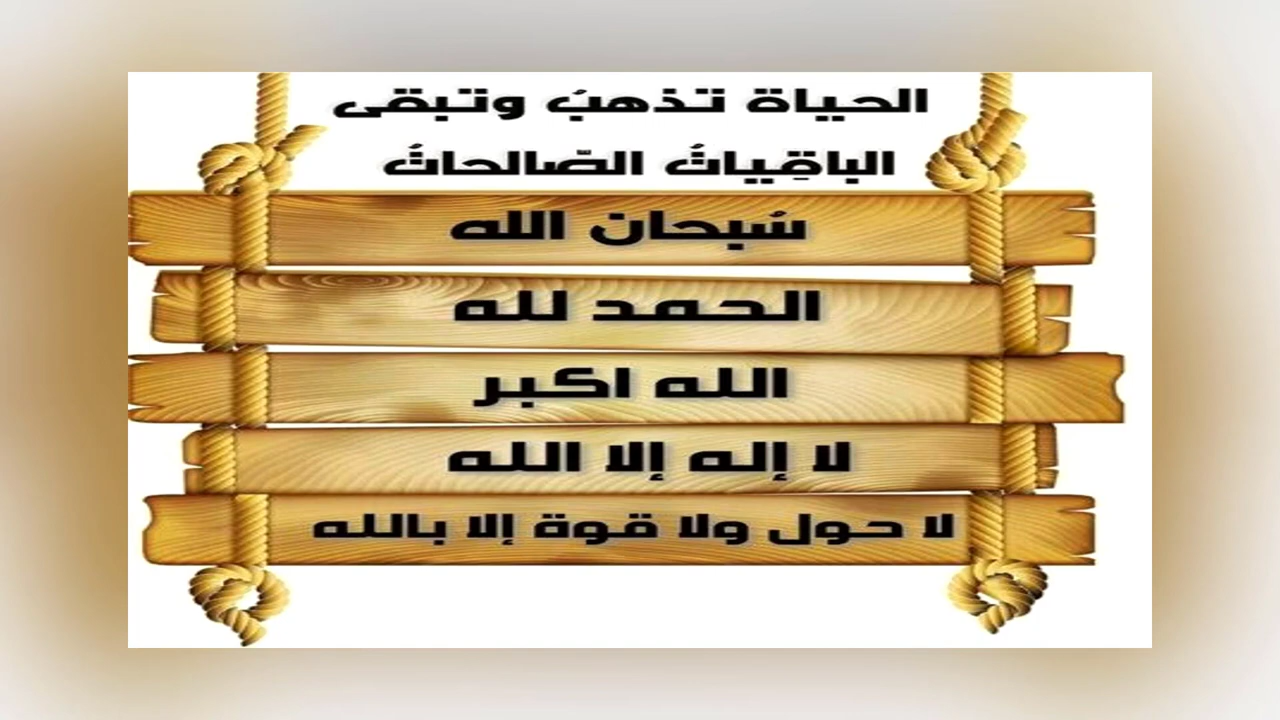 الحياة تذهبُ وتبقى
الباقِياتُ الصّالحاتُ
سُبحان الله
الحمد لله
الله اكبر
لا إله إلا الله
لا حول ولا قوة إلا بالله